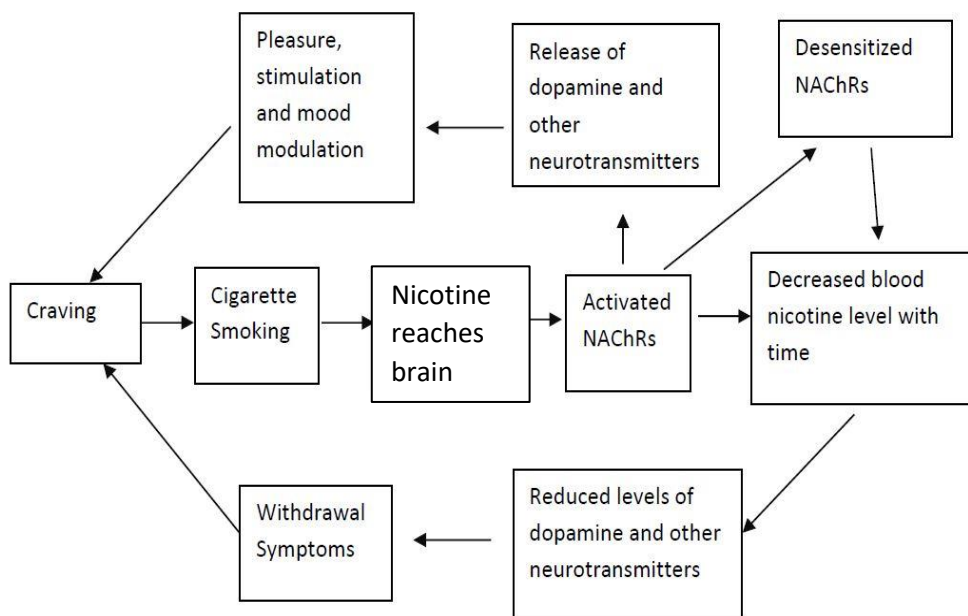 Pleasure,
stimulation
and mood
modulation
Release of
dopamine and
other
neurotransmitters
Desensitized
NAChRs
Craving
Cigarette
Smoking
Nicotine
reaches
brain
Activated
NAChRs
Decreased blood
nicotine level with
time
Withdrawal
Symptoms
Reduced levels of
dopamine and other
neurotransmitters